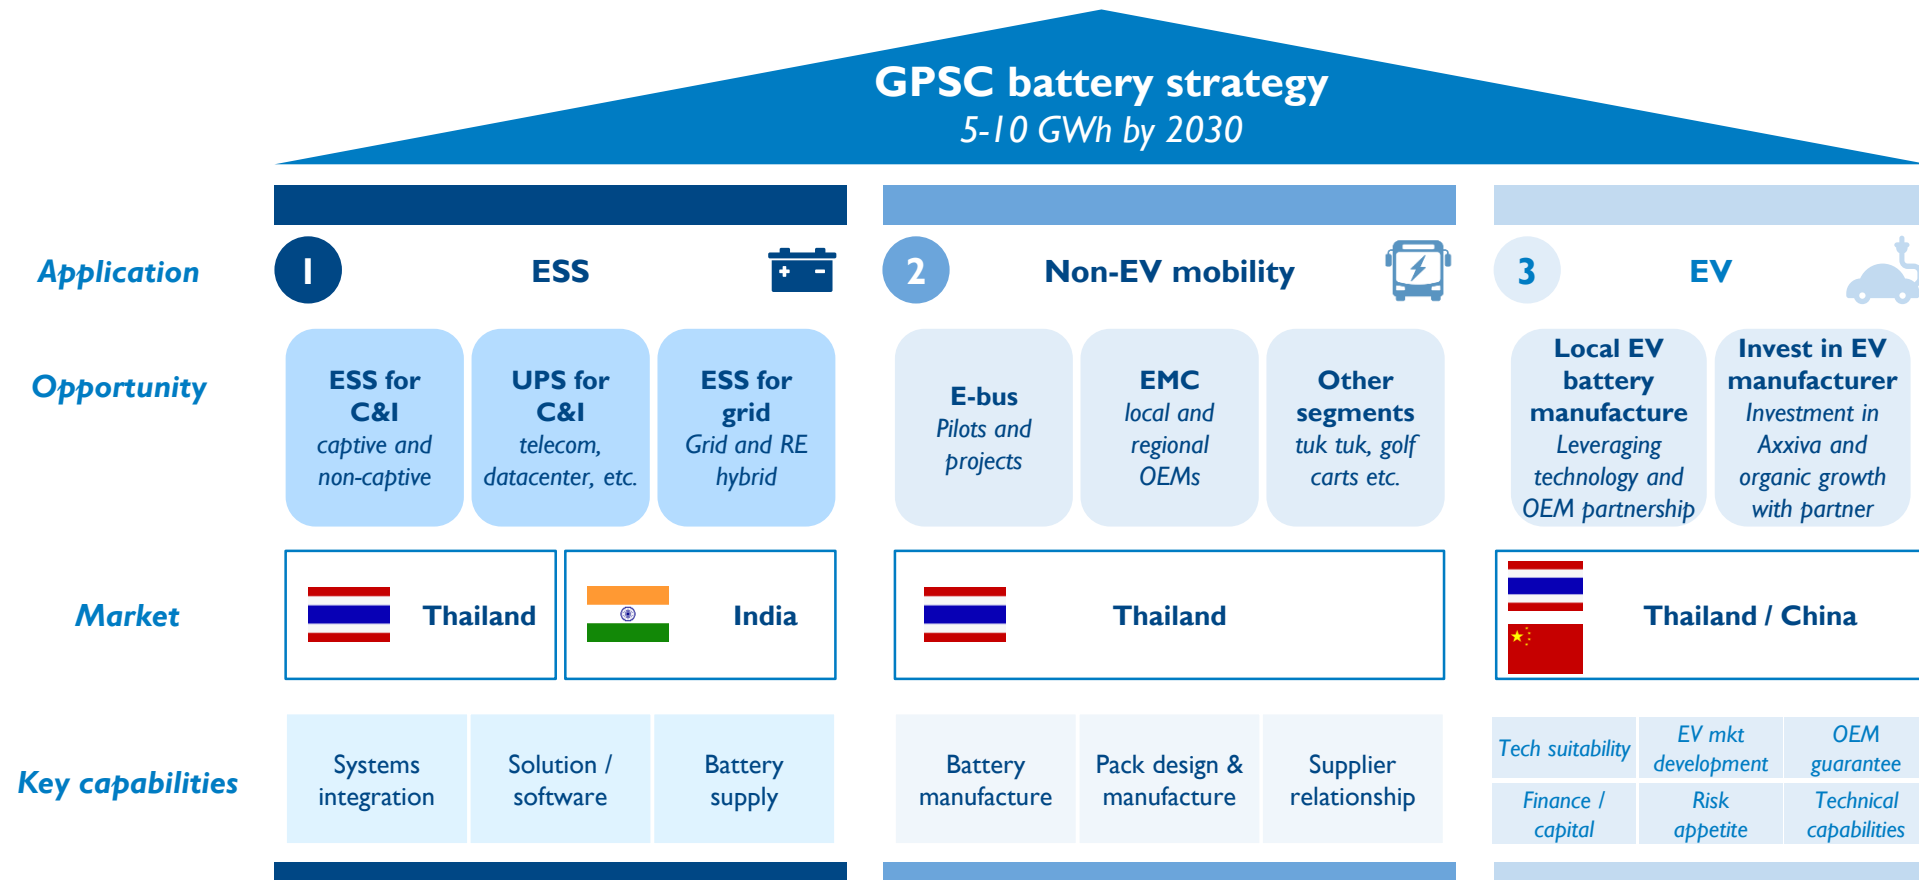 GPSC battery strategy
5-10 GWh by 2030
Application
1
ESS
+ -
2
Non-EV mobility
3
EV
Opportunity
ESS for
C&I
captive and
non-captive
UPS for
C&I
telecom,
datacenter, etc.
ESS for
grid
Grid and RE
hybrid
E-bus
Pilots and
projects
EMC
local and
regional
OEMs
Other
segments
tuk tuk, golf
carts etc.
Local EV
battery
manufacture
Leveraging
technology and
OEM partnership
Invest in EV
manufacturer
Investment in
Axxiva and
organic growth
with partner
Market
Thailand
India
Thailand
Thailand / China
Key capabilities
Systems
integration
Solution /
software
Battery
supply
Battery
manufacture
Pack design &
manufacture
Supplier
relationship
Tech suitability
EV mkt
development
OEM
guarantee
Finance /
capital
Risk
appetite
Technical
capabilities